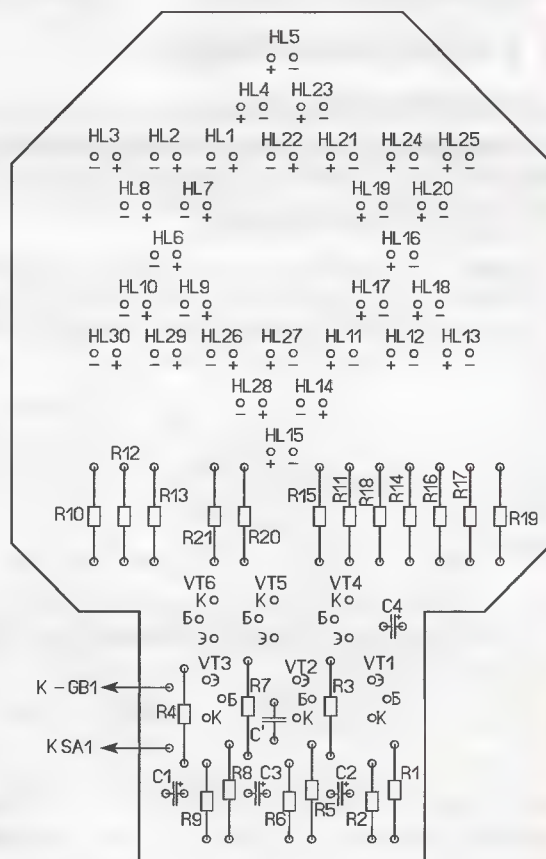 HL5
+ −
HL4 HL23
+ − + −
HL3 HL2 HL1 HL22 HL21 HL24 HL25
− + − + − + − + + − + − + −
HL8 HL7 HL19 HL20
− + − + + − + −
HL6 HL16
− + + −
HL10 HL9 HL17 HL18
− + − + + − + −
HL30 HL29 HL26 HL27 HL11 HL12 HL13
− + − + − + + − + − + − + −
HL28 HL14
− + − +
HL15
+ −
R12
R10 R13 R21 R20 R15 R11 R18 R14 R16 R17 R19
VT6 VT5 VT4
К К К
Б Б Б C4
Э Э Э +
VT3 Э R7 VT2 Э R3 VT1 Э
К – GB1 Б Б Б
R4 К C' К К
К SA1
C1 + R8 C3 + C2 + R1
R9 R6 R5 R2